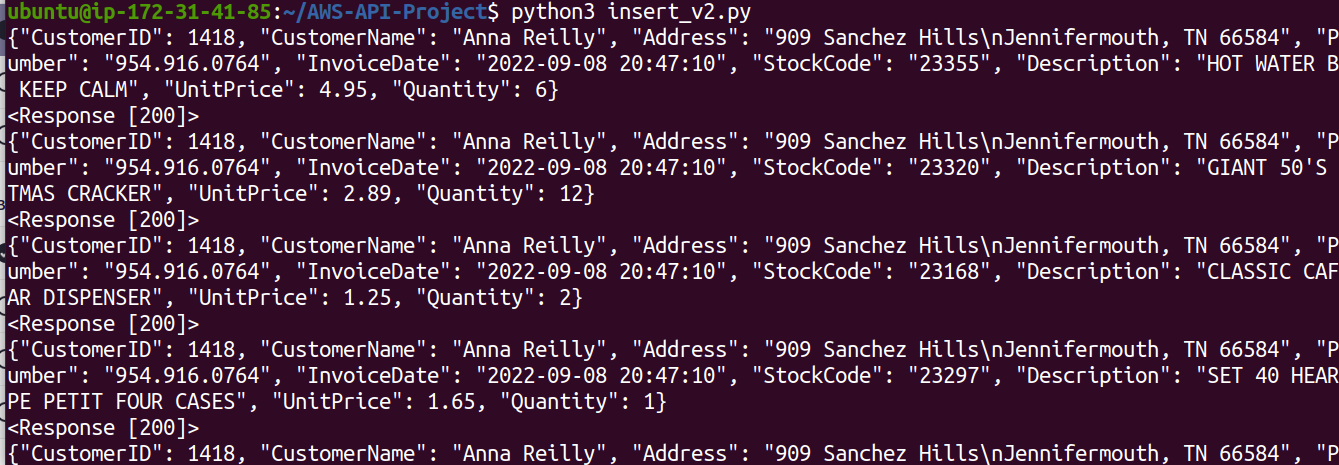 ubuntu@ip-172-31-41-85:~/AWS-API-Project$ python3 insert_v2.py
{"CustomerID": 1418, "CustomerName": "Anna Reilly", "Address": "909 Sanchez Hills\nJennifermouth, TN 66584", "P
umber": "954.916.0764", "InvoiceDate": "2022-09-08 20:47:10", "StockCode": "23355", "Description": "HOT WATER B
KEEP CALM", "UnitPrice": 4.95, "Quantity": 6}
<Response [200]>
{"CustomerID": 1418, "CustomerName": "Anna Reilly", "Address": "909 Sanchez Hills\nJennifermouth, TN 66584", "P
umber": "954.916.0764", "InvoiceDate": "2022-09-08 20:47:10", "StockCode": "23320", "Description": "GIANT 50'S
TMAS CRACKER", "UnitPrice": 2.89, "Quantity": 12}
<Response [200]>
{"CustomerID": 1418, "CustomerName": "Anna Reilly", "Address": "909 Sanchez Hills\nJennifermouth, TN 66584", "P
umber": "954.916.0764", "InvoiceDate": "2022-09-08 20:47:10", "StockCode": "23168", "Description": "CLASSIC CAF
AR DISPENSER", "UnitPrice": 1.25, "Quantity": 2}
<Response [200]>
{"CustomerID": 1418, "CustomerName": "Anna Reilly", "Address": "909 Sanchez Hills\nJennifermouth, TN 66584", "P
umber": "954.916.0764", "InvoiceDate": "2022-09-08 20:47:10", "StockCode": "23297", "Description": "SET 40 HEAR
PE PETIT FOUR CASES", "UnitPrice": 1.65, "Quantity": 1}
<Response [200]>
{"CustomerID": 1418, "CustomerName": "Anna Reilly", "Address": "909 Sanchez Hills\nJennifermouth, TN 66584", "P